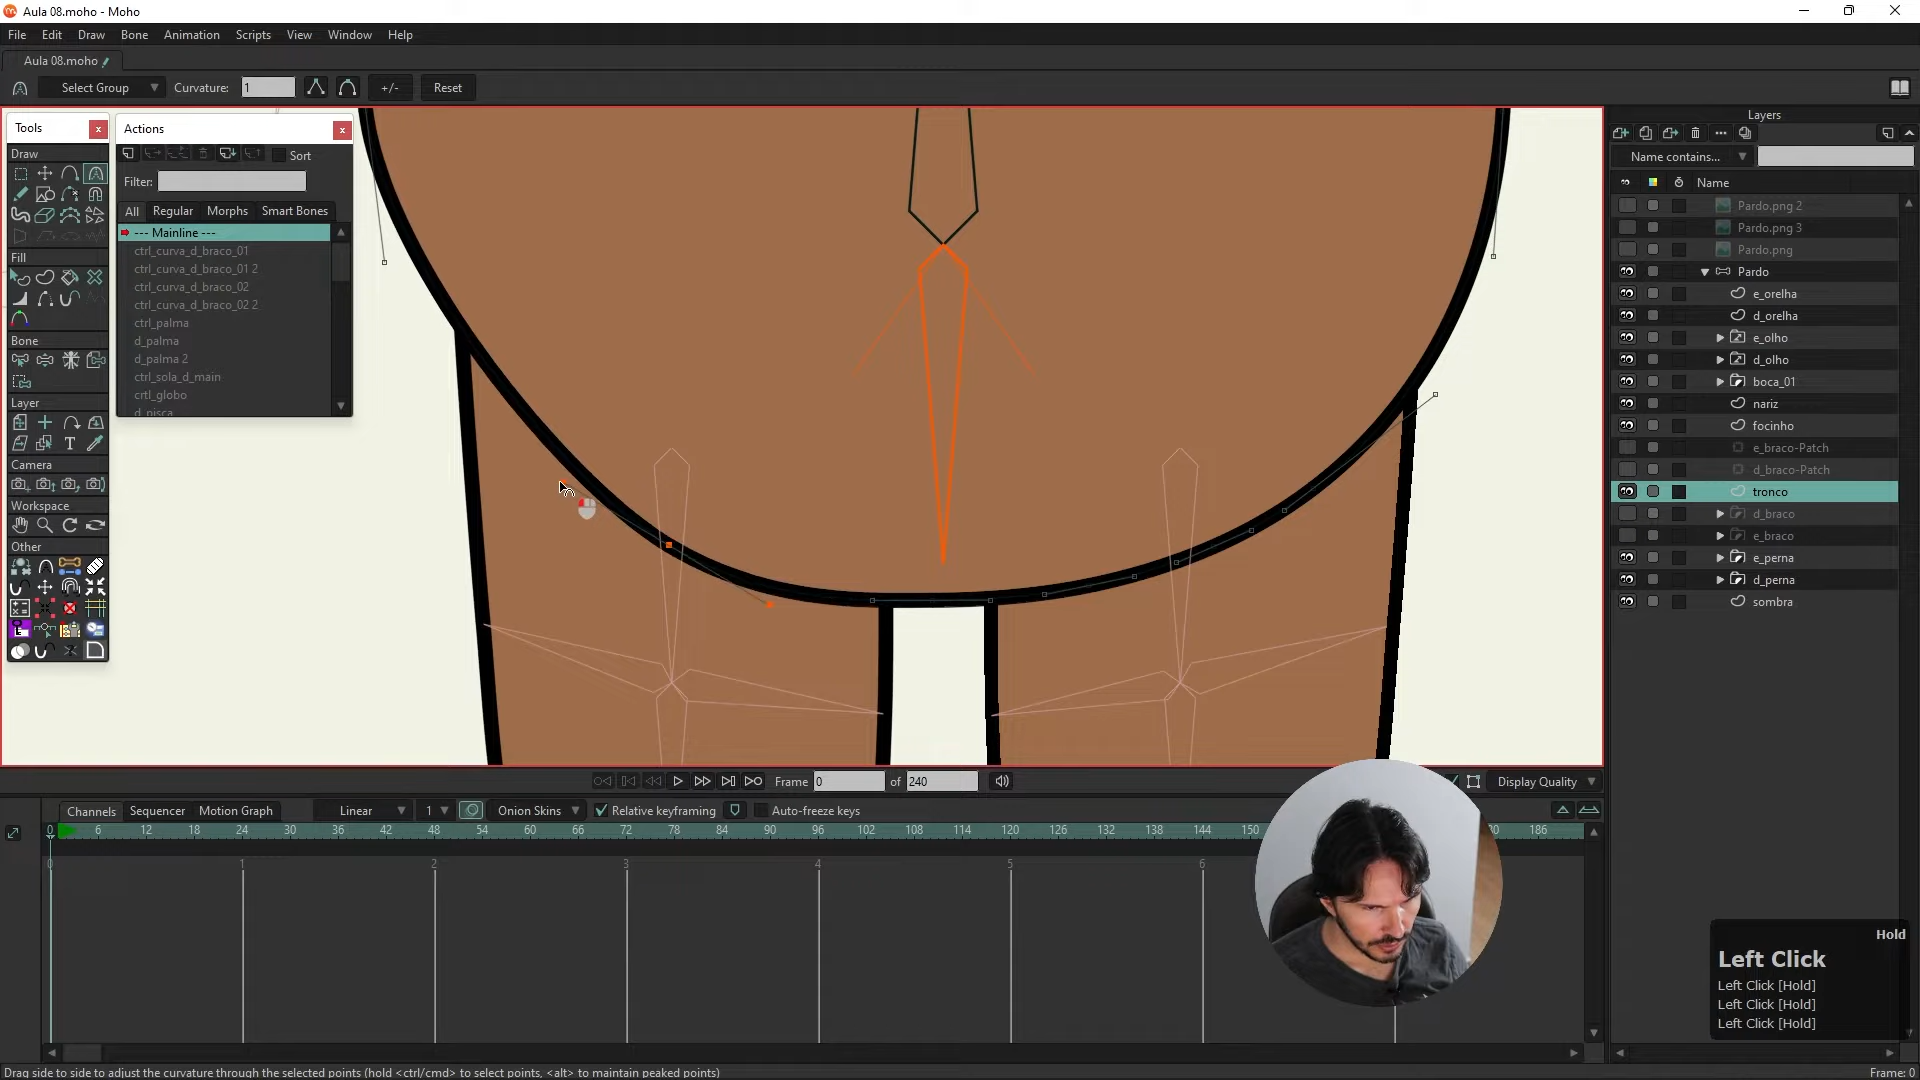 Aula 08.moho - Moho
File Edit Draw Bone Animation Scripts View Window Help
Aula 08.moho
Select Group Curvature: 1 +/- Reset
Tools
Draw
Fill
Bone
Layer
Camera
Workspace
Other
Actions
Sort
Filter:
All Regular Morphs Smart Bones
--- Mainline ---
ctrl_curva_d_braco_01
ctrl_curva_d_braco_01 2
ctrl_curva_d_braco_02
ctrl_curva_d_braco_02 2
ctrl_palma
d_palma
d_palma 2
ctrl_sola_d_main
crtl_globo
d_pisca
Layers
Name contains...
Name
Pardo.png 2
Pardo.png 3
Pardo.png
Pardo
e_orelha
d_orelha
e_olho
d_olho
boca_01
nariz
focinho
e_braco-Patch
d_braco-Patch
tronco
d_braco
e_braco
e_perna
d_perna
sombra
Frame 0 of 240 Display Quality
Channels Sequencer Motion Graph Linear 1 Onion Skins Relative keyframing Auto-freeze keys
0 6 12 18 24 30 36 42 48 54 60 66 72 78 84 90 96 102 108 114 120 126 132 138 144 150 186
0 1 2 3 4 5 6
Hold
Left Click
Left Click [Hold]
Left Click [Hold]
Left Click [Hold]
Drag side to side to adjust the curvature through the selected points (hold <ctrl/cmd> to select points, <alt> to maintain peaked points)
Frame: 0